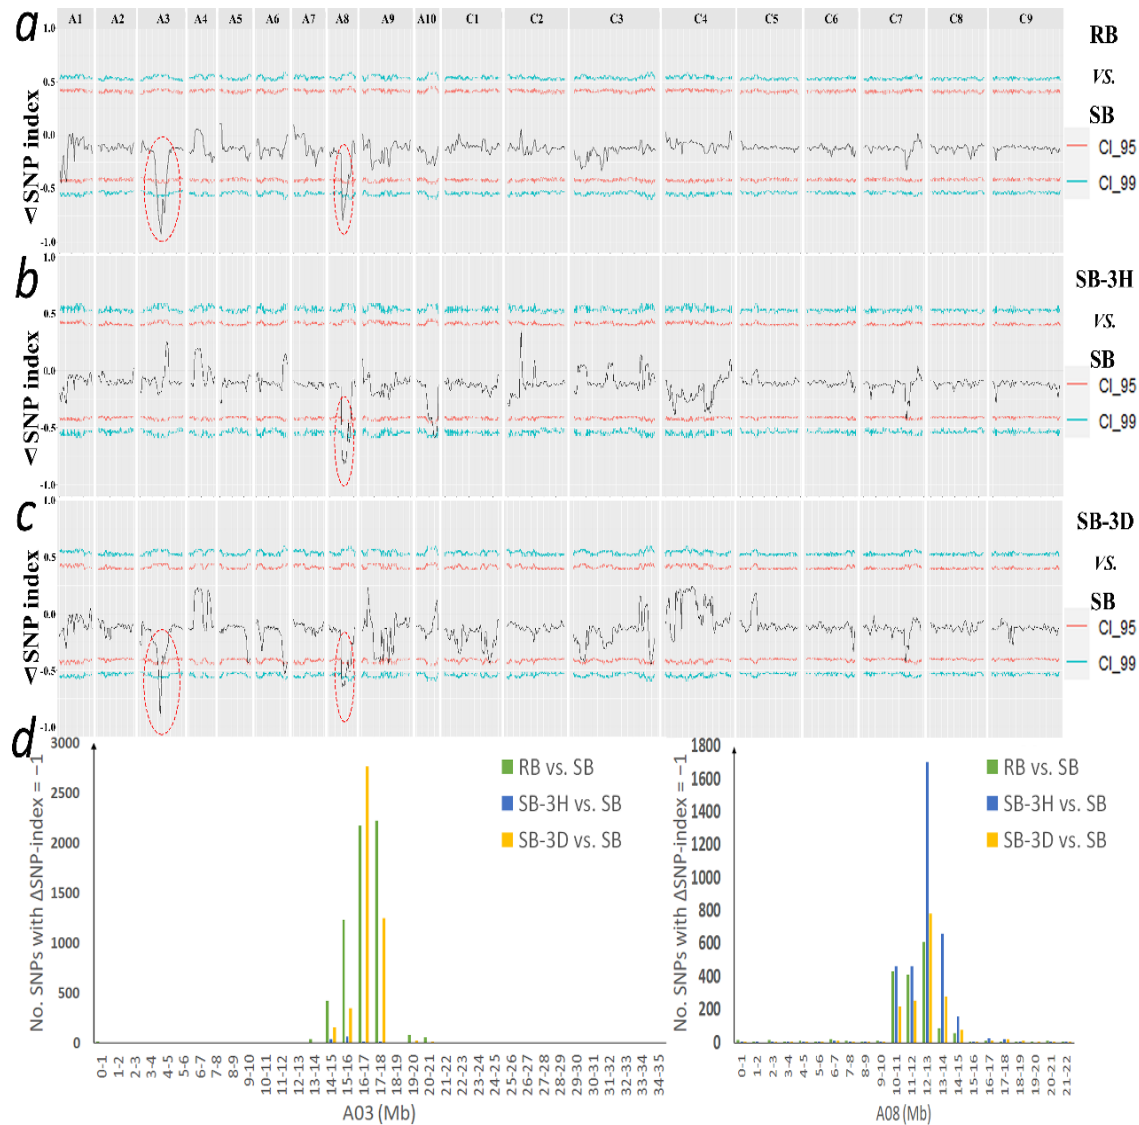 a
A1 A2 A3 A4 A5 A6 A7 A8 A9 A10 C1 C2 C3 C4 C5 C6 C7 C8 C9
1.0
0.5
0.0
-0.5
-1.0
⊲SNP index
RB
VS.
SB
CI_95
CI_99
b
1.0
0.5
0.0
-0.5
-1.0
⊲SNP index
SB-3H
VS.
SB
CI_95
CI_99
c
1.0
0.5
0.0
-0.5
-1.0
⊲SNP index
SB-3D
VS.
SB
CI_95
CI_99
d
No. SNPs with ΔSNP-index = −1
3000
2500
2000
1500
1000
500
0
RB vs. SB
SB-3H vs. SB
SB-3D vs. SB
0-1 1-2 2-3 3-4 4-5 5-6 6-7 7-8 8-9 9-10 10-11 11-12 12-13 13-14 14-15 15-16 16-17 17-18 18-19 19-20 20-21 21-22 22-23 23-24 24-25 25-26 26-27 27-28 28-29 29-30 30-31 31-32 32-33 33-34 34-35
A03 (Mb)
No. SNPs with ΔSNP-index = −1
1800
1600
1400
1200
1000
800
600
400
200
0
RB vs. SB
SB-3H vs. SB
SB-3D vs. SB
0-1 1-2 2-3 3-4 4-5 5-6 6-7 7-8 8-9 9-10 10-11 11-12 12-13 13-14 14-15 15-16 16-17 17-18 18-19 19-20 20-21 21-22
A08 (Mb)